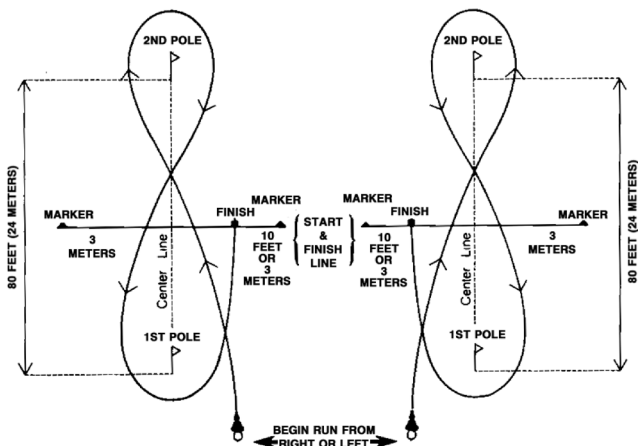 2ND POLE
80 FEET (24 METERS)
MARKER
3
METERS
Center Line
FINISH
MARKER
10
FEET
OR
3
METERS
1ST POLE
START
&
FINISH
LINE
2ND POLE
MARKER
FINISH
10
FEET
OR
3
METERS
MARKER
3
METERS
Center Line
1ST POLE
80 FEET (24 METERS)
BEGIN RUN FROM
RIGHT OR LEFT